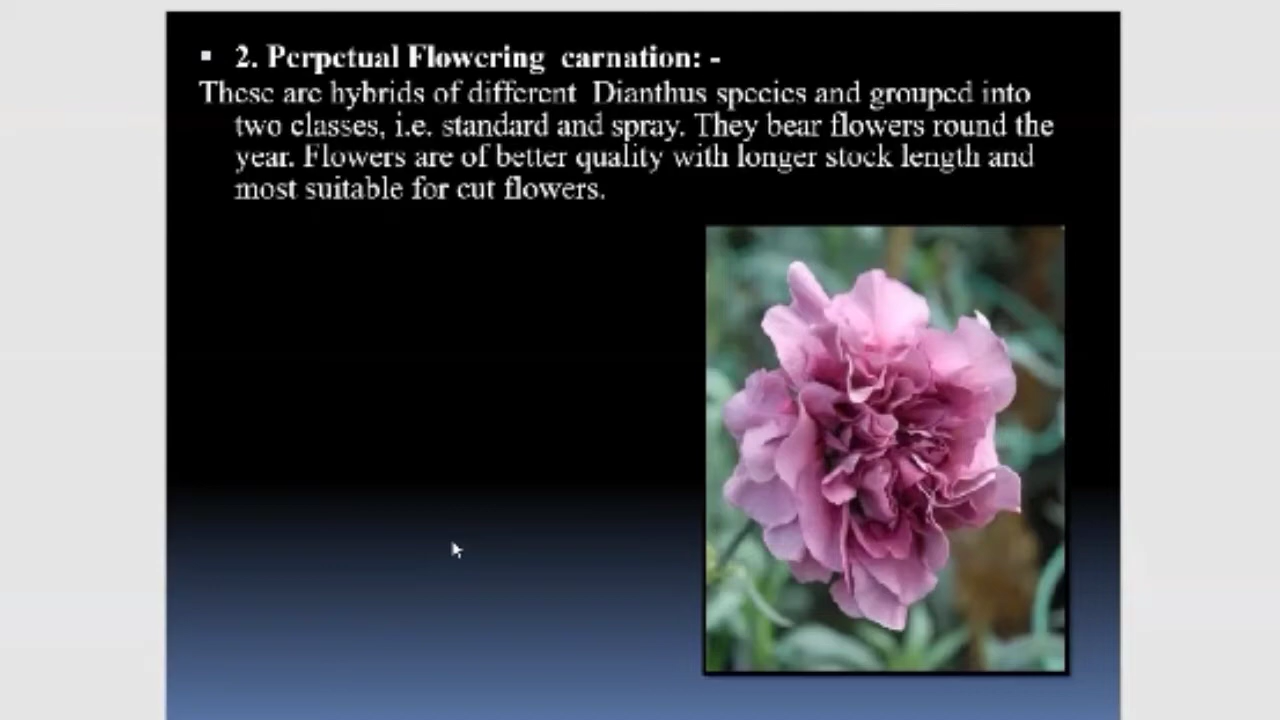 ▪ 2. Perpetual Flowering carnation: -
These are hybrids of different Dianthus species and grouped into
two classes, i.e. standard and spray. They bear flowers round the
year. Flowers are of better quality with longer stock length and
most suitable for cut flowers.